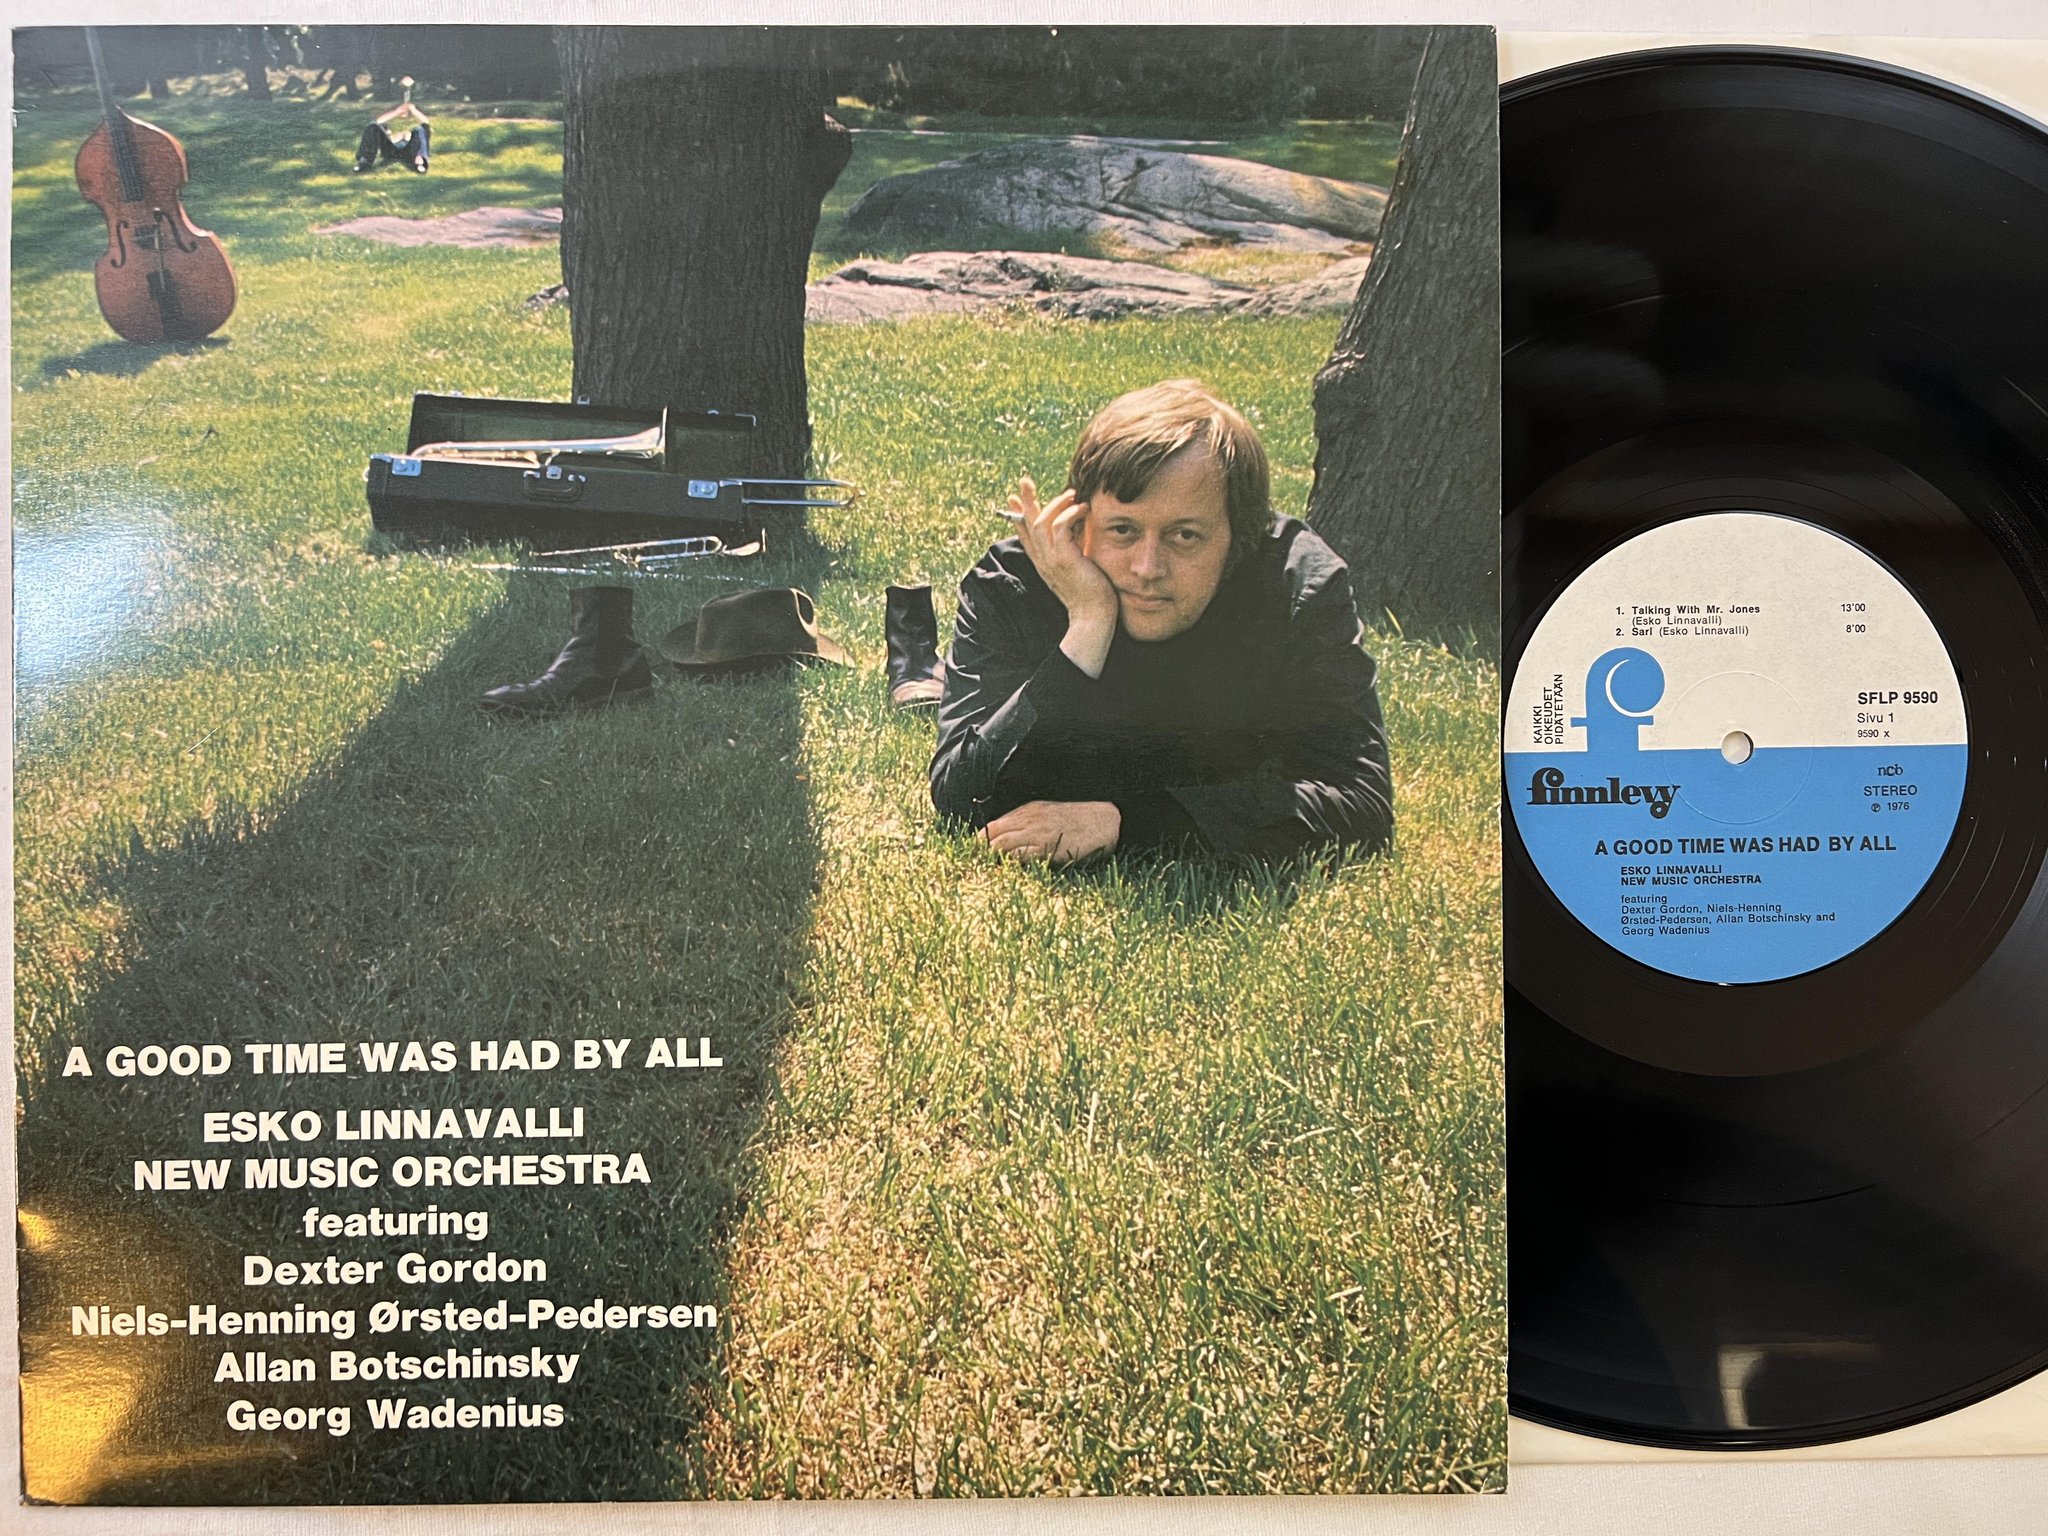 A GOOD TIME WAS HAD BY ALL
ESKO LINNAVALLI
NEW MUSIC ORCHESTRA
featuring
Dexter Gordon
Niels-Henning Ørsted-Pedersen
Allan Botschinsky
Georg Wadenius
1. Talking With Mr. Jones 13'00
(Esko Linnavalli)
2. Sari (Esko Linnavalli) 8'00
KAIKKI
OIKEUDET
PIDÄTETÄÄN
SFLP 9590
Sivu 1
9590 x
f
finnlevy
ncb
STEREO
℗ 1976
A GOOD TIME WAS HAD BY ALL
ESKO LINNAVALLI
NEW MUSIC ORCHESTRA
featuring
Dexter Gordon, Niels-Henning
Ørsted-Pedersen, Allan Botschinsky and
Georg Wadenius